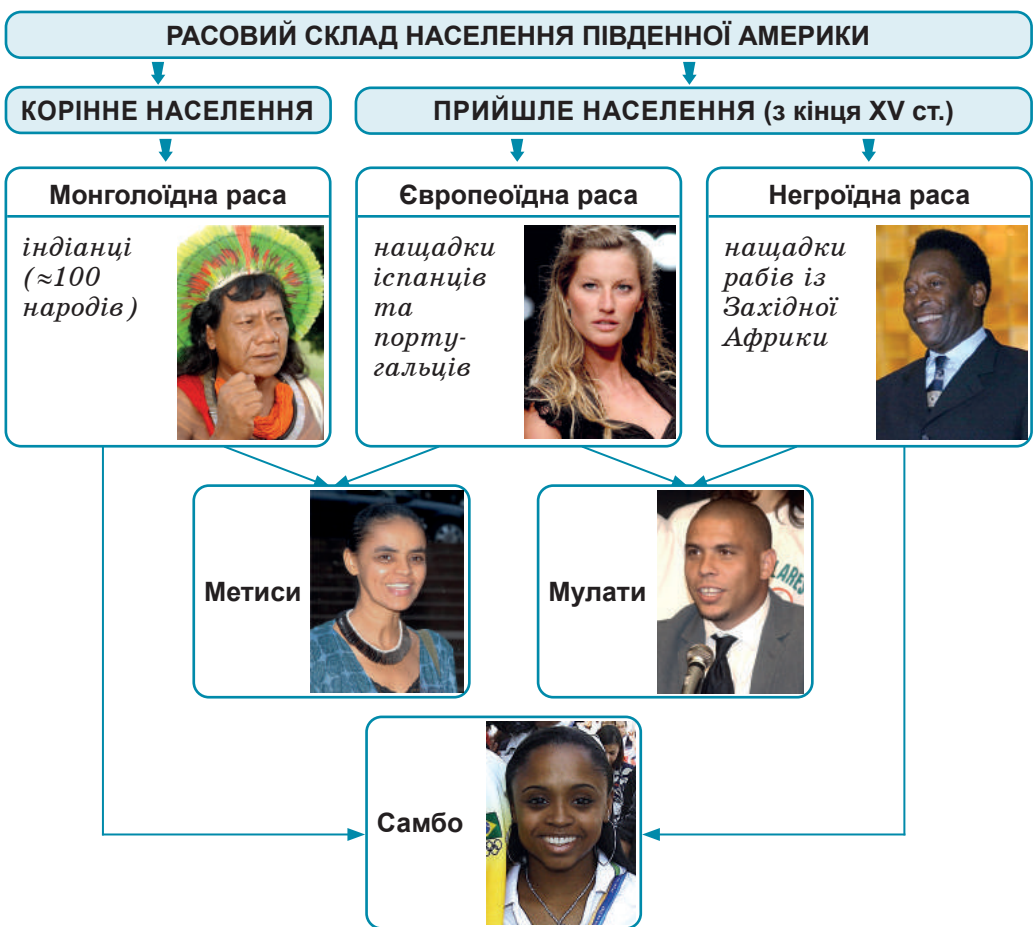 РАСОВИЙ СКЛАД НАСЕЛЕННЯ ПІВДЕННОЇ АМЕРИКИ
КОРІННЕ НАСЕЛЕННЯ
ПРИЙШЛЕ НАСЕЛЕННЯ (з кінця XV ст.)
Монголоїдна раса
індіанці
(≈100
народів)
Європеоїдна раса
нащадки
іспанців
та
порту-
гальців
Негроїдна раса
нащадки
рабів із
Західної
Африки
Метиси
Мулати
LARES
Самбо